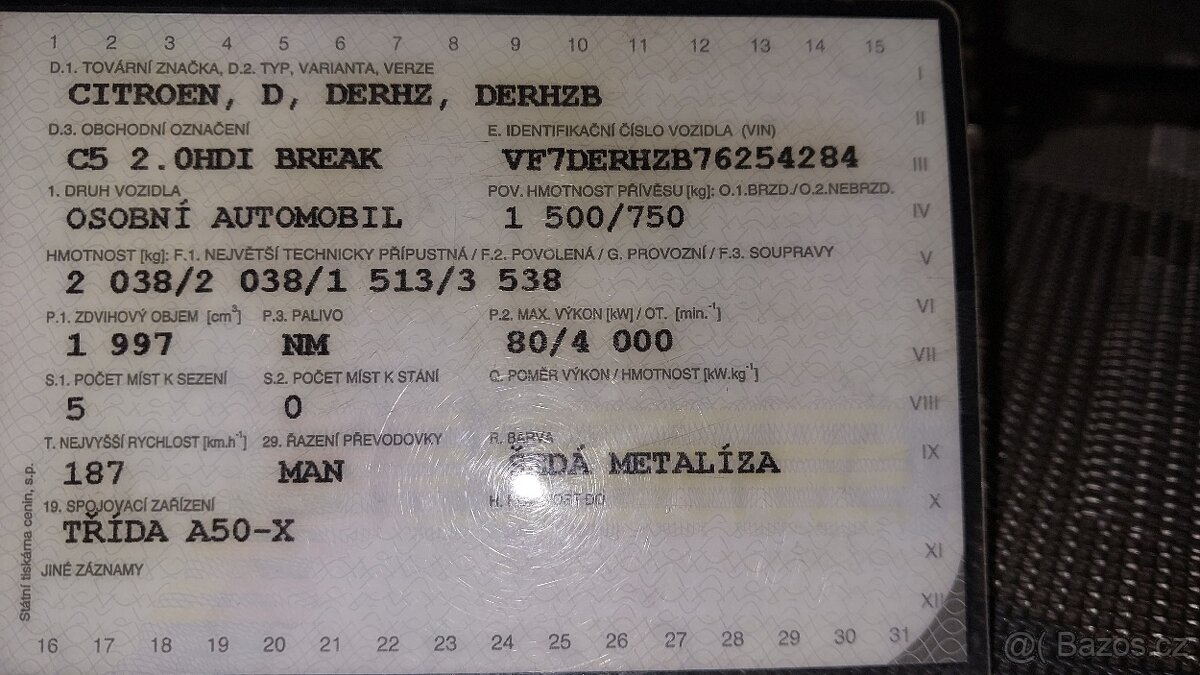 1 2 3 4 5 6 7 8 9 10 11 12 13 14 15
D.1. TOVÁRNÍ ZNAČKA, D.2. TYP, VARIANTA, VERZE
CITROEN, D, DERHZ, DERHZB
D.3. OBCHODNÍ OZNAČENÍ E. IDENTIFIKAČNÍ ČÍSLO VOZIDLA (VIN)
C5 2.0HDI BREAK VF7DERHZB76254284
1. DRUH VOZIDLA POV. HMOTNOST PŘÍVĚSU [kg]: O.1.BRZD./O.2.NEBRZD.
OSOBNÍ AUTOMOBIL 1 500/750
HMOTNOST [kg]: F.1. NEJVĚTŠÍ TECHNICKY PŘÍPUSTNÁ / F.2. POVOLENÁ / G. PROVOZNÍ / F.3. SOUPRAVY
2 038/2 038/1 513/3 538
P.1. ZDVIHOVÝ OBJEM [cm³] P.3. PALIVO P.2. MAX. VÝKON [kW] / OT. [min.⁻¹]
1 997 NM 80/4 000
S.1. POČET MÍST K SEZENÍ S.2. POČET MÍST K STÁNÍ Q. POMĚR VÝKON / HMOTNOST [kW.kg⁻¹]
5 0
T. NEJVYŠŠÍ RYCHLOST [km.h⁻¹] 29. ŘAZENÍ PŘEVODOVKY R. BARVA
187 MAN ŠEDÁ METALÍZA
19. SPOJOVACÍ ZAŘÍZENÍ
TŘÍDA A50-X
JINÉ ZÁZNAMY
16 17 18 19 20 21 22 23 24 25 26 27 28 29 30 31
I
II
III
IV
V
VI
VII
VIII
IX
X
XI
XII
Státní tiskárna cenin, s.p.
@( Bazos.cz